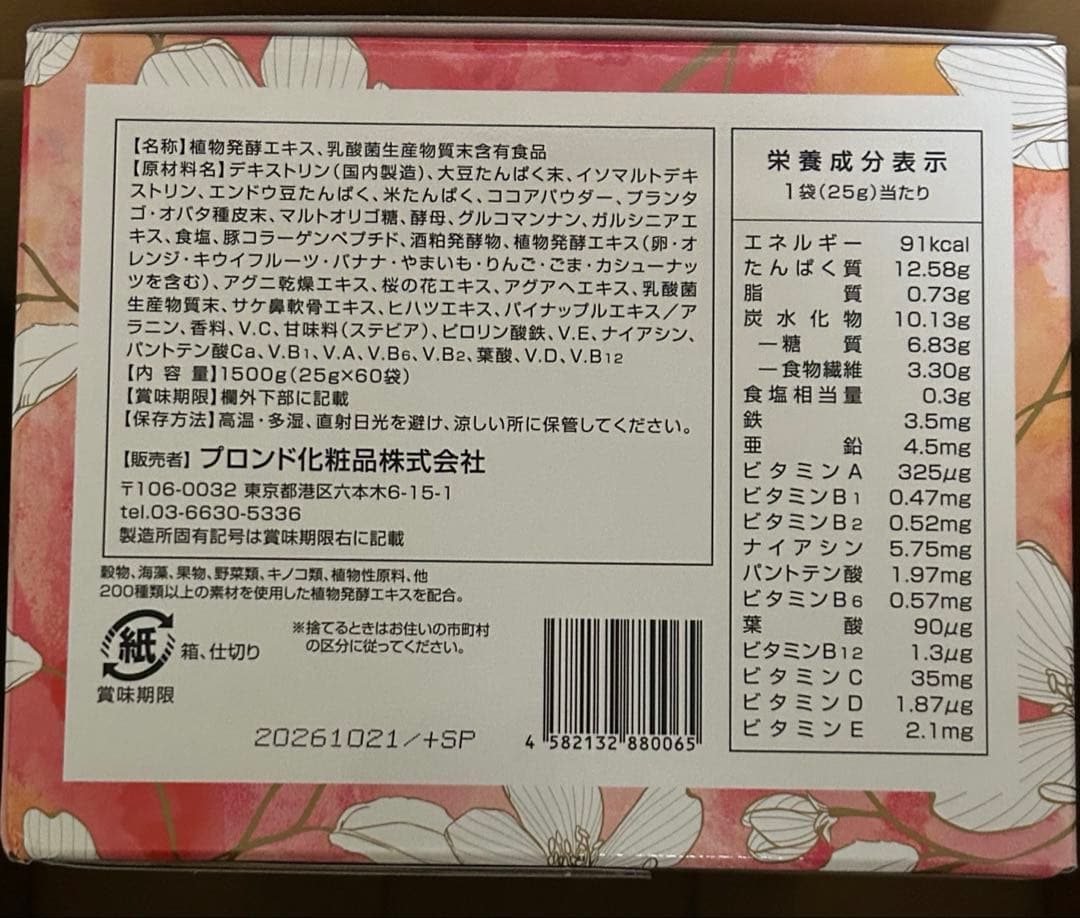 【名称】植物発酵エキス、乳酸菌生産物質末含有食品
【原材料名】デキストリン(国内製造)、大豆たんぱく末、イソマルトデキ
ストリン、エンドウ豆たんぱく、米たんぱく、ココアパウダー、プランタ
ゴ・オバタ種皮末、マルトオリゴ糖、酵母、グルコマンナン、ガルシニアエ
キス、食塩、豚コラーゲンペプチド、酒粕発酵物、植物発酵エキス(卵・オ
レンジ・キウイフルーツ・バナナ・やまいも・りんご・ごま・カシューナッ
ツを含む)、アグニ乾燥エキス、桜の花エキス、アグアヘエキス、乳酸菌
生産物質末、サケ鼻軟骨エキス、ヒハツエキス、パイナップルエキス/ア
ラニン、香料、V.C、甘味料(ステビア)、ピロリン酸鉄、V.E、ナイアシン、
パントテン酸Ca、V.B1、V.A、V.B6、V.B2、葉酸、V.D、V.B12
【内容量】1500g(25g×60袋)
【賞味期限】欄外下部に記載
【保存方法】高温・多湿、直射日光を避け、涼しい所に保管してください。
【販売者】プロンド化粧品株式会社
〒106-0032 東京都港区六本木6-15-1
tel.03-6630-5336
製造所固有記号は賞味期限右に記載
穀物、海藻、果物、野菜類、キノコ類、植物性原料、他
200種類以上の素材を使用した植物発酵エキスを配合。
紙
箱、仕切り
※捨てるときはお住いの市町村
の区分に従ってください。
賞味期限
20261021/+SP
4 582132 880065
栄養成分表示
1袋(25g)当たり
エネルギー 91kcal
たんぱく質 12.58g
脂質 0.73g
炭水化物 10.13g
―糖質 6.83g
―食物繊維 3.30g
食塩相当量 0.3g
鉄 3.5mg
亜鉛 4.5mg
ビタミンA 325μg
ビタミンB1 0.47mg
ビタミンB2 0.52mg
ナイアシン 5.75mg
パントテン酸 1.97mg
ビタミンB6 0.57mg
葉酸 90μg
ビタミンB12 1.3μg
ビタミンC 35mg
ビタミンD 1.87μg
ビタミンE 2.1mg